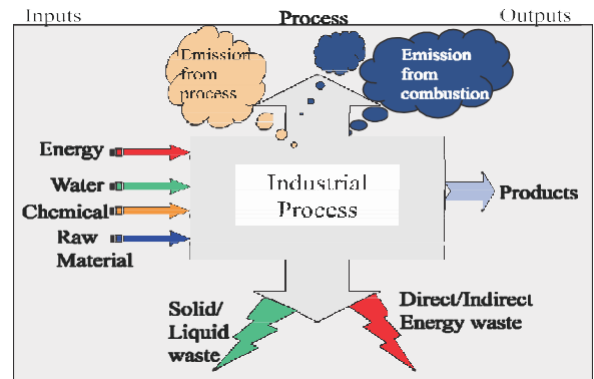 Inputs
Process
Outputs
Emission
from
process
Emission
from
combustion
Energy
Water
Chemical
Raw
Material
Industrial
Process
Products
Solid/
Liquid
waste
Direct/Indirect
Energy waste